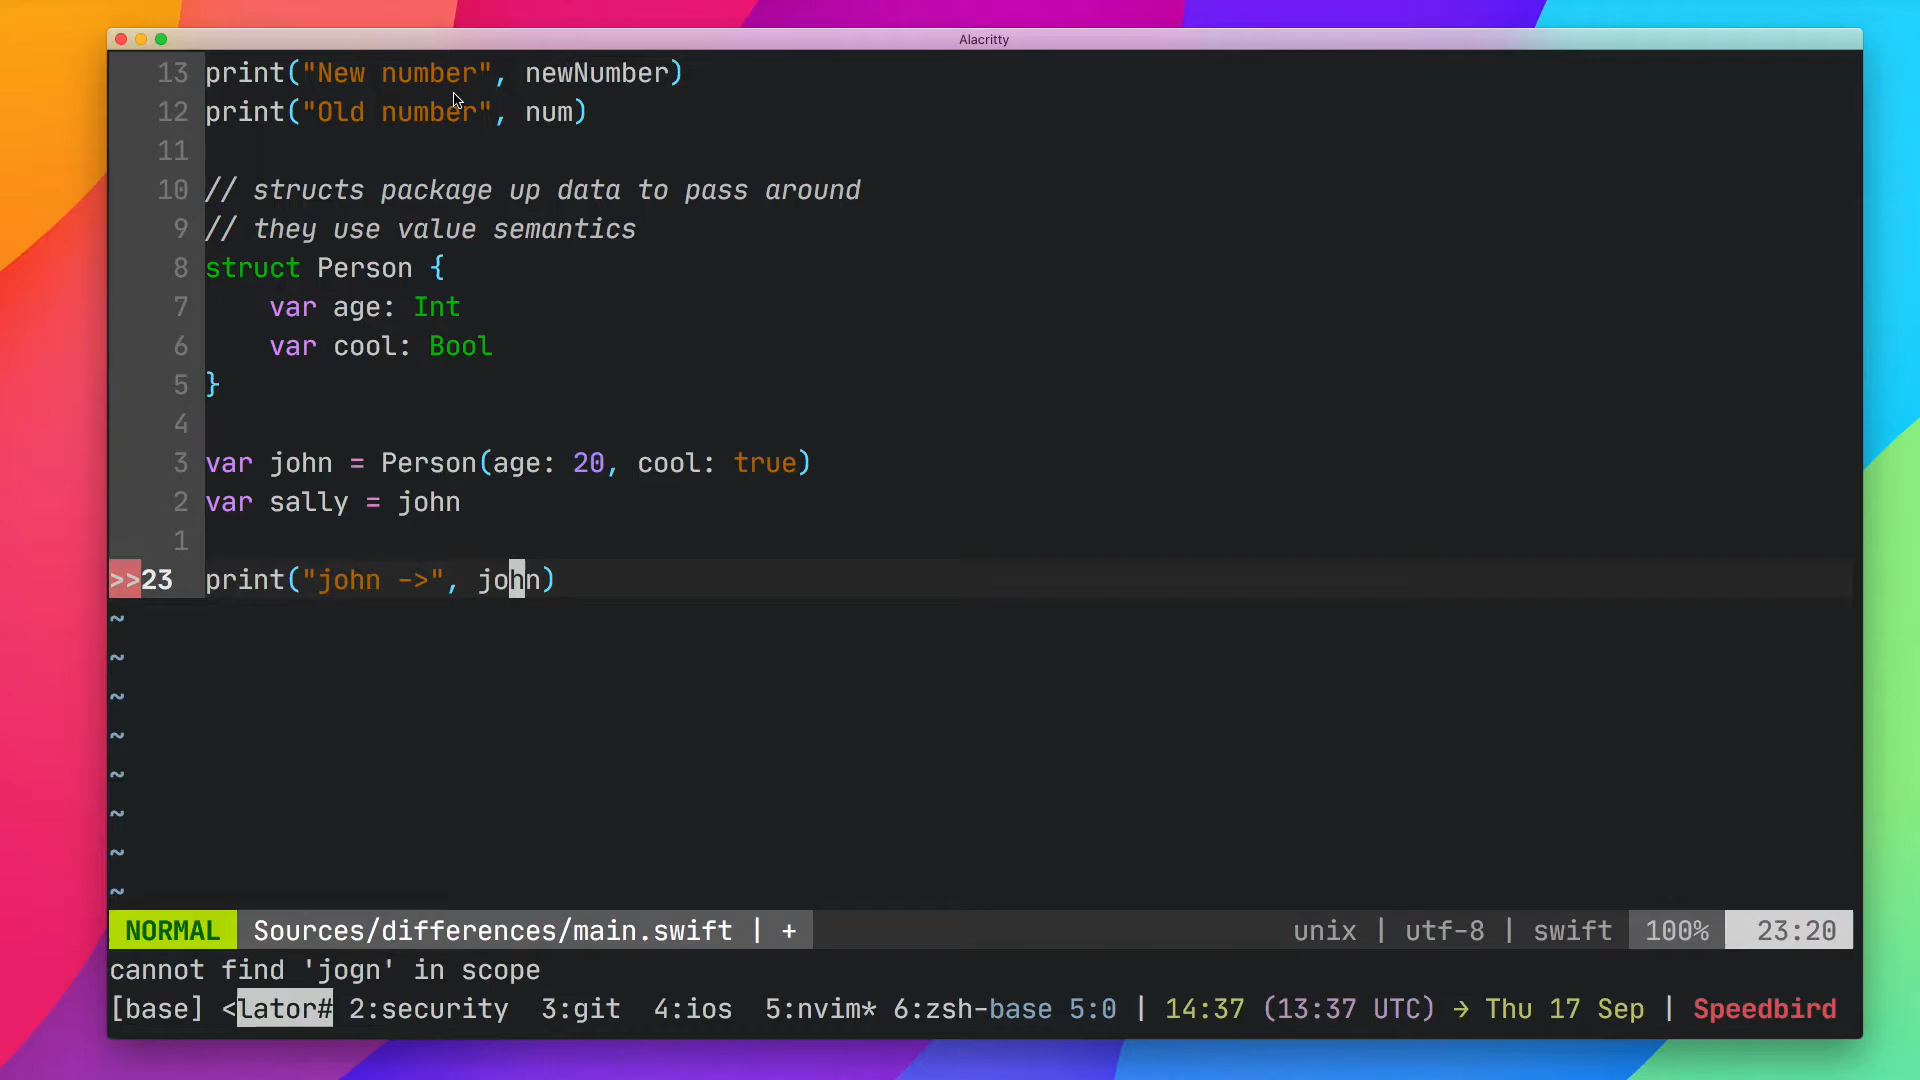 Alacritty
13 print("New number", newNumber)
12 print("Old number", num)
11
10 // structs package up data to pass around
9 // they use value semantics
8 struct Person {
7     var age: Int
6     var cool: Bool
5 }
4
3 var john = Person(age: 20, cool: true)
2 var sally = john
1
>>23 print("john ->", john)
~
~
~
~
~
~
~
~
NORMAL Sources/differences/main.swift | + unix | utf-8 | swift 100% 23:20
cannot find 'jogn' in scope
[base] <lator# 2:security 3:git 4:ios 5:nvim* 6:zsh-base 5:0 | 14:37 (13:37 UTC) → Thu 17 Sep | Speedbird